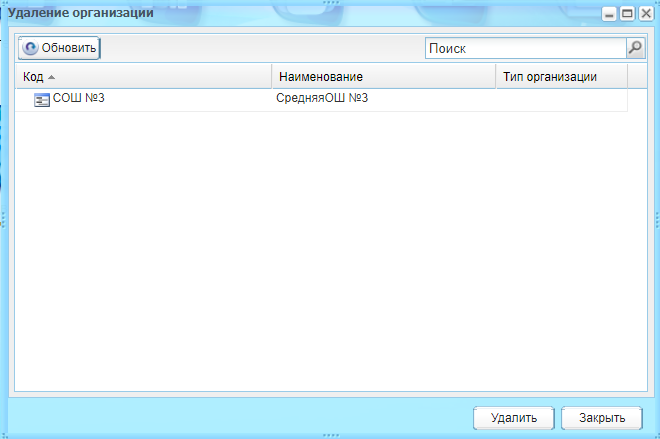 Удаление организации
Обновить
Поиск
Код Наименование Тип организации
СОШ №3 СредняяОШ №3
Удалить Закрыть